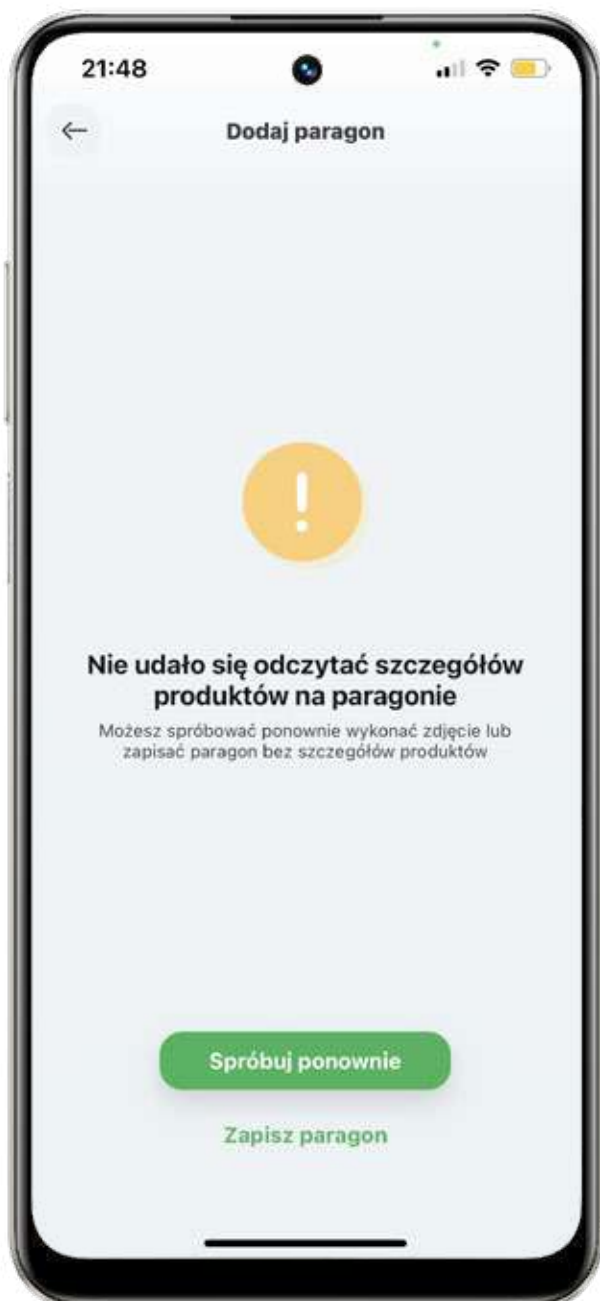 21:48
Dodaj paragon
Nie udało się odczytać szczegółów
produktów na paragonie
Możesz spróbować ponownie wykonać zdjęcie lub
zapisać paragon bez szczegółów produktów
Spróbuj ponownie
Zapisz paragon